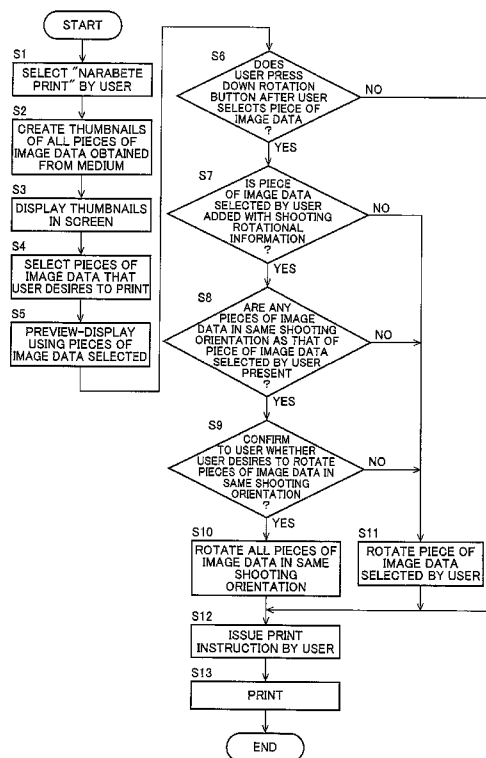 START
S1
SELECT "NARABETE
PRINT" BY USER
S2
CREATE THUMBNAILS
OF ALL PIECES OF
IMAGE DATA OBTAINED
FROM MEDIUM
S3
DISPLAY THUMBNAILS
IN SCREEN
S4
SELECT PIECES OF
IMAGE DATA THAT
USER DESIRES TO PRINT
S5
PREVIEW-DISPLAY
USING PIECES OF
IMAGE DATA SELECTED
S6
DOES
USER PRESS
DOWN ROTATION
BUTTON AFTER USER
SELECTS PIECE OF
IMAGE DATA
?
NO
YES
S7
IS PIECE
OF IMAGE DATA
SELECTED BY USER
ADDED WITH SHOOTING
ROTATIONAL
INFORMATION
?
NO
YES
S8
ARE ANY
PIECES OF IMAGE
DATA IN SAME SHOOTING
ORIENTATION AS THAT OF
PIECE OF IMAGE DATA
SELECTED BY USER
PRESENT
?
NO
YES
S9
CONFIRM
TO USER WHETHER
USER DESIRES TO ROTATE
PIECES OF IMAGE DATA IN
SAME SHOOTING
ORIENTATION
?
NO
YES
S10
ROTATE ALL PIECES OF
IMAGE DATA IN SAME
SHOOTING
ORIENTATION
S11
ROTATE PIECE OF
IMAGE DATA
SELECTED BY USER
S12
ISSUE PRINT
INSTRUCTION BY USER
S13
PRINT
END